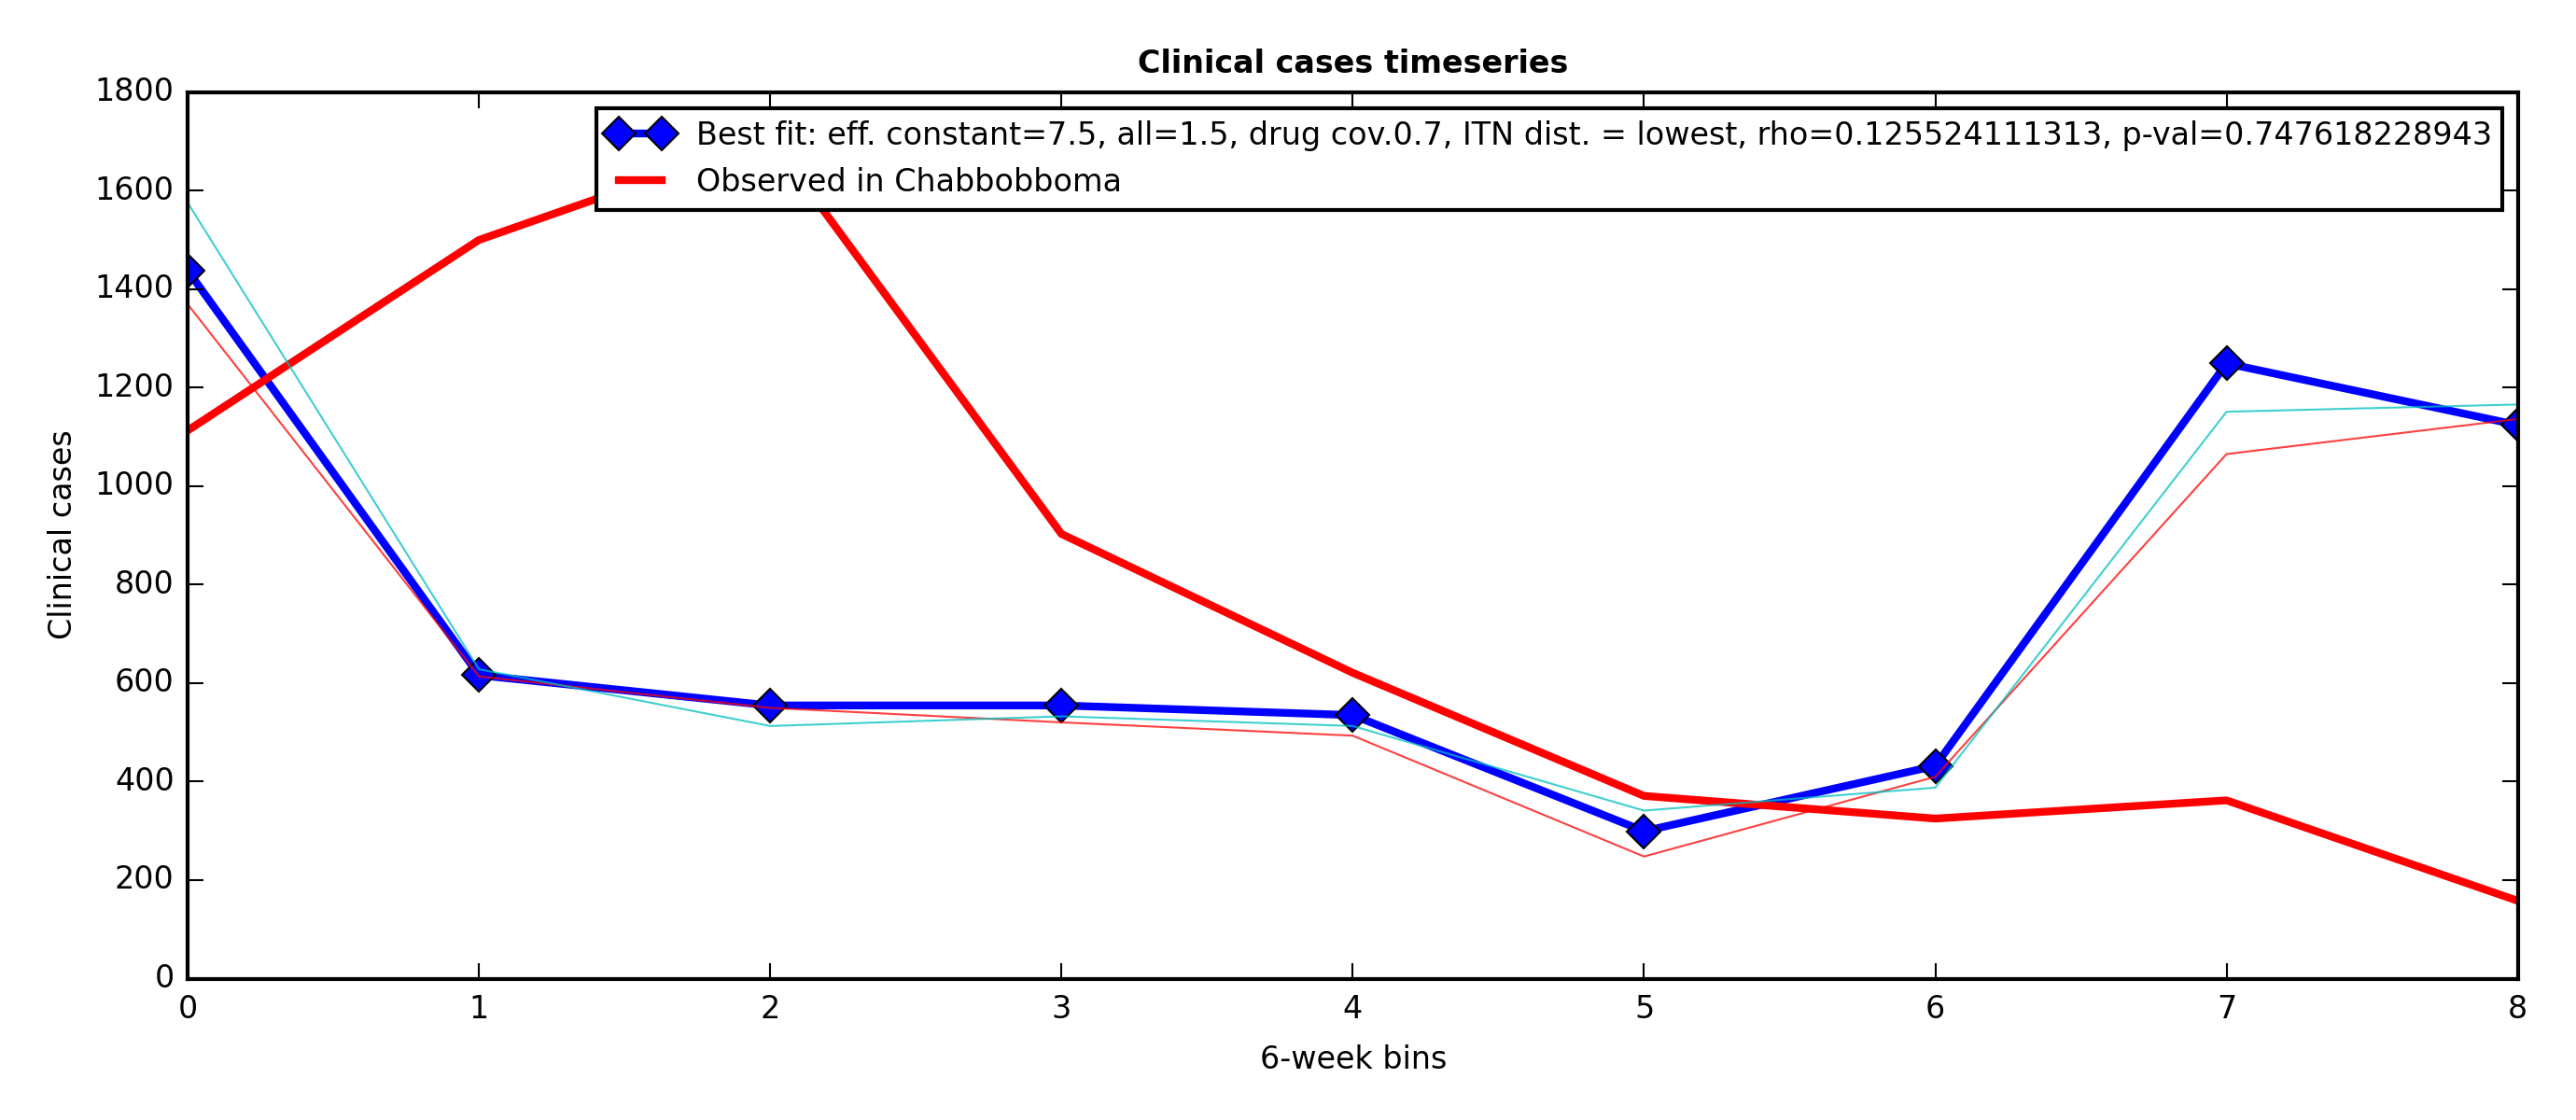 Clinical cases timeseries
Best fit: eff. constant=7.5, all=1.5, drug cov.0.7, ITN dist. = lowest, rho=0.125524111313, p-val=0.747618228943
Observed in Chabbobboma
1800
1600
1400
1200
1000
800
600
400
200
0
Clinical cases
0 1 2 3 4 5 6 7 8
6-week bins